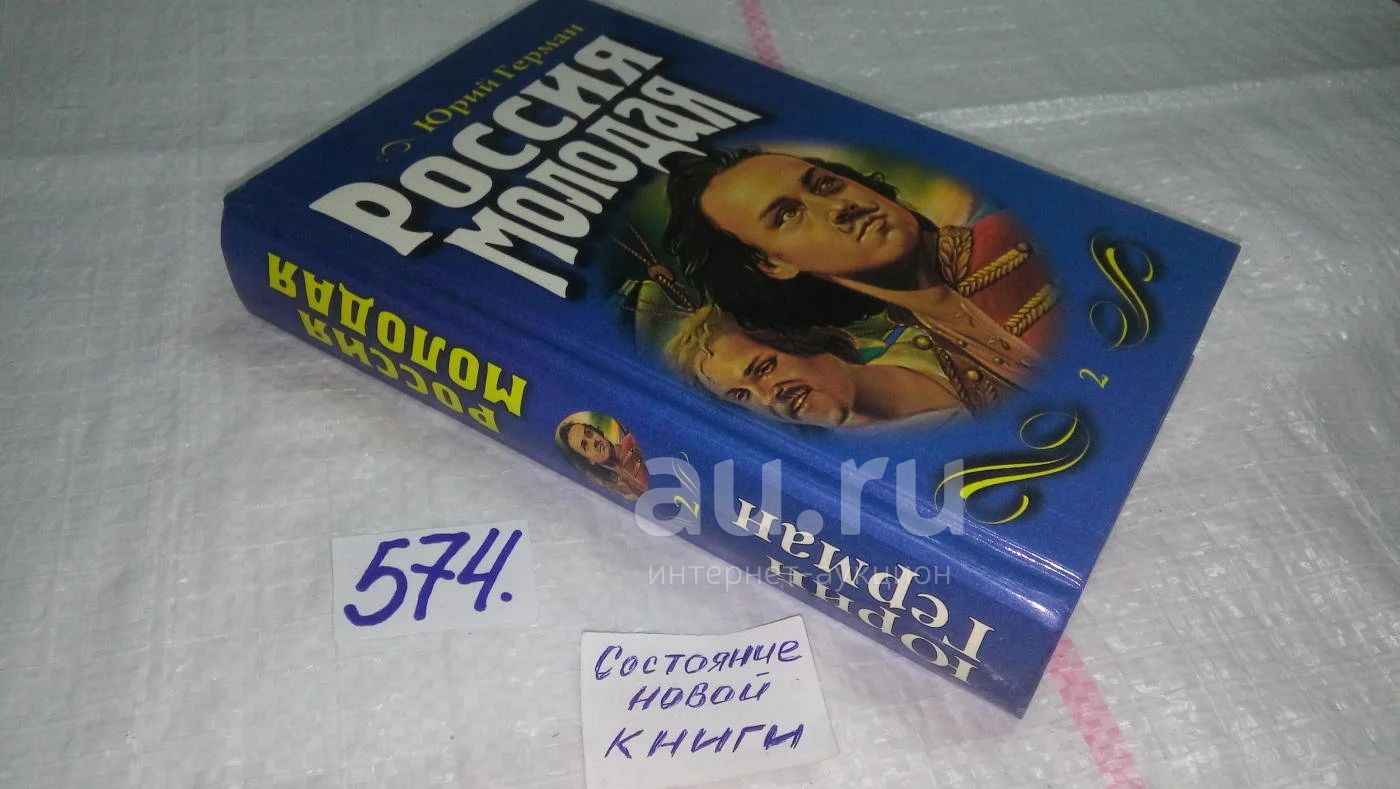 Юрий Герман
РОССИЯ
МОЛОДАЯ
2
РОССИЯ
МОЛОДАЯ
2
Юрий
Герман
au.ru
интернет-аукцион
574.
Состояние
новой
книги